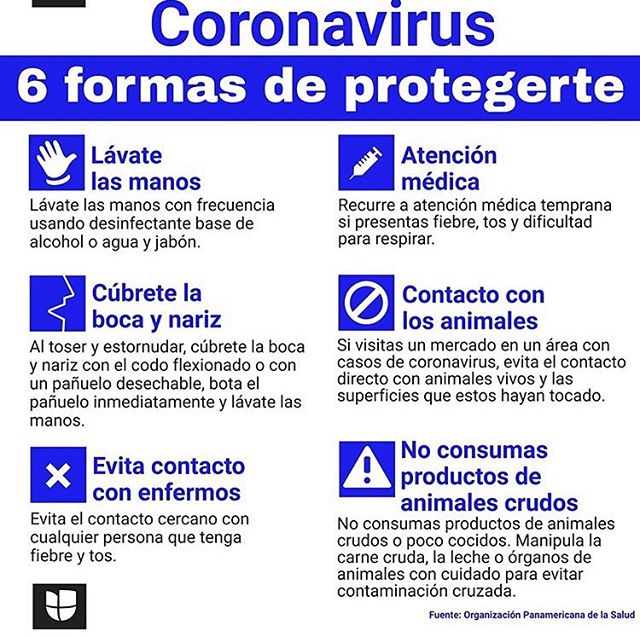 Coronavirus
6 formas de protegerte
Lávate
las manos
Lávate las manos con frecuencia
usando desinfectante base de
alcohol o agua y jabón.
Cúbrete la
boca y nariz
Al toser y estornudar, cúbrete la boca
y nariz con el codo flexionado o con
un pañuelo desechable, bota el
pañuelo inmediatamente y lávate las
manos.
Evita contacto
con enfermos
Evita el contacto cercano con
cualquier persona que tenga
fiebre y tos.
Atención
médica
Recurre a atención médica temprana
si presentas fiebre, tos y dificultad
para respirar.
Contacto con
los animales
Si visitas un mercado en un área con
casos de coronavirus, evita el contacto
directo con animales vivos y las
superficies que estos hayan tocado.
No consumas
productos de
animales crudos
No consumas productos de animales
crudos o poco cocidos. Manipula la
carne cruda, la leche o órganos de
animales con cuidado para evitar
contaminación cruzada.
Fuente: Organización Panamericana de la Salud